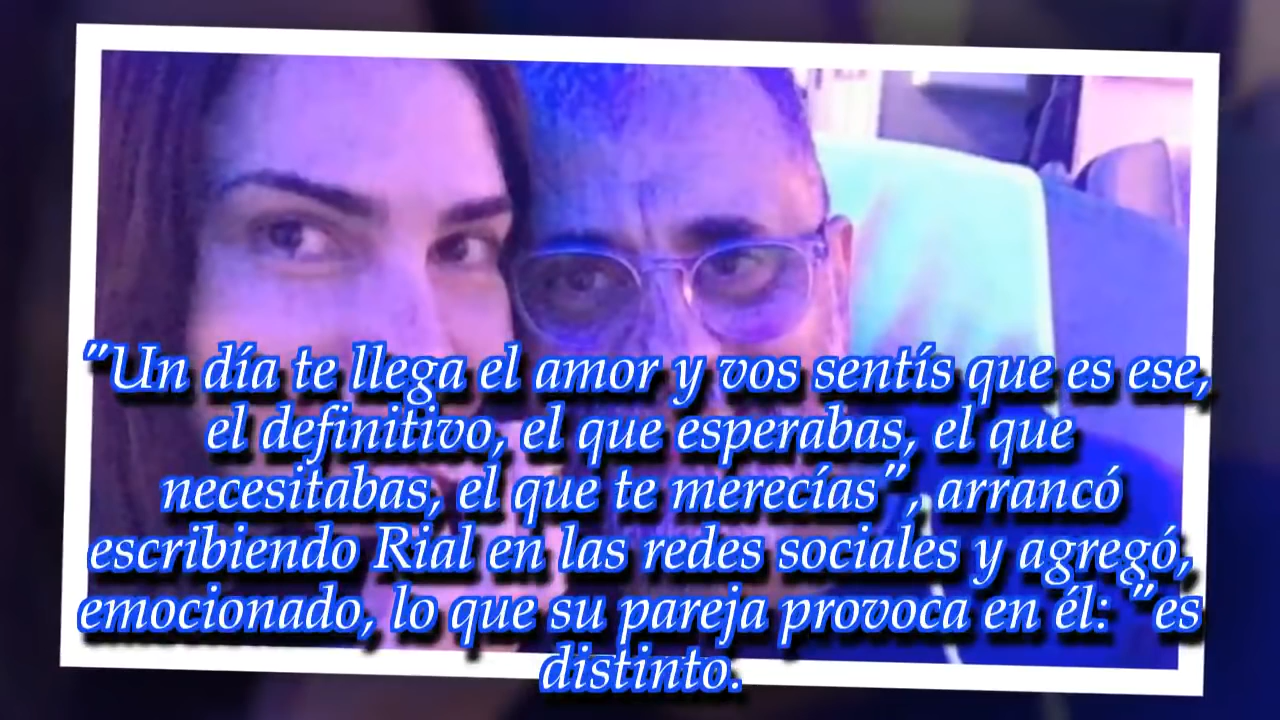 "Un día te llega el amor y vos sentís que es ese,
el definitivo, el que esperabas, el que
necesitabas, el que te merecías", arrancó
escribiendo Rial en las redes sociales y agregó,
emocionado, lo que su pareja provoca en él: "es
distinto.